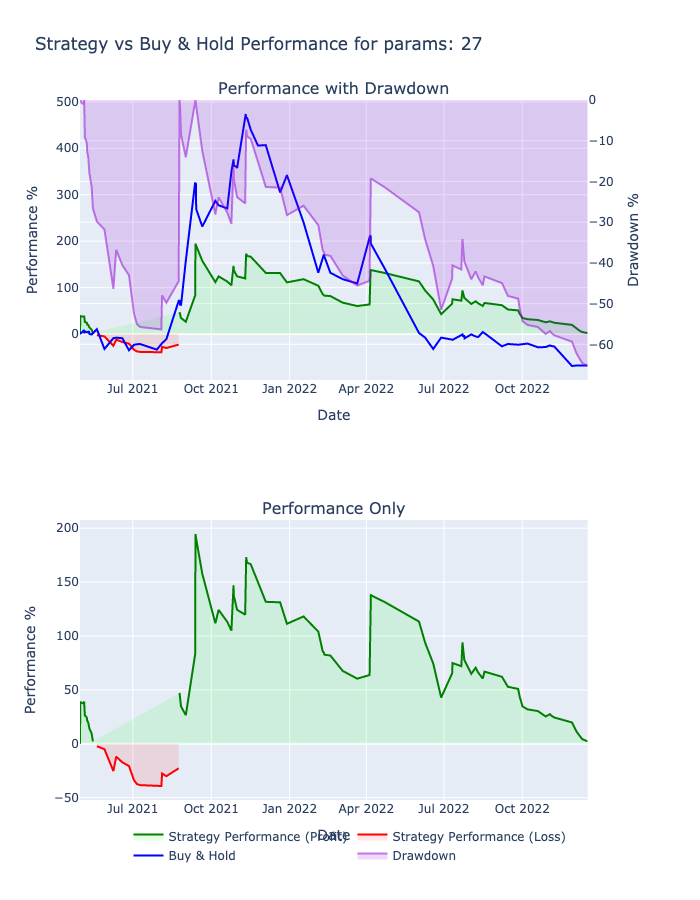 Strategy vs Buy & Hold Performance for params: 27
Performance with Drawdown
500
400
300
200
100
0
Performance %
0
−10
−20
−30
−40
−50
−60
Drawdown %
Jul 2021 Oct 2021 Jan 2022 Apr 2022 Jul 2022 Oct 2022
Date
Performance Only
200
150
100
50
0
−50
Performance %
Jul 2021 Oct 2021 Jan 2022 Apr 2022 Jul 2022 Oct 2022
Date
Strategy Performance (Profit) Strategy Performance (Loss)
Buy & Hold Drawdown